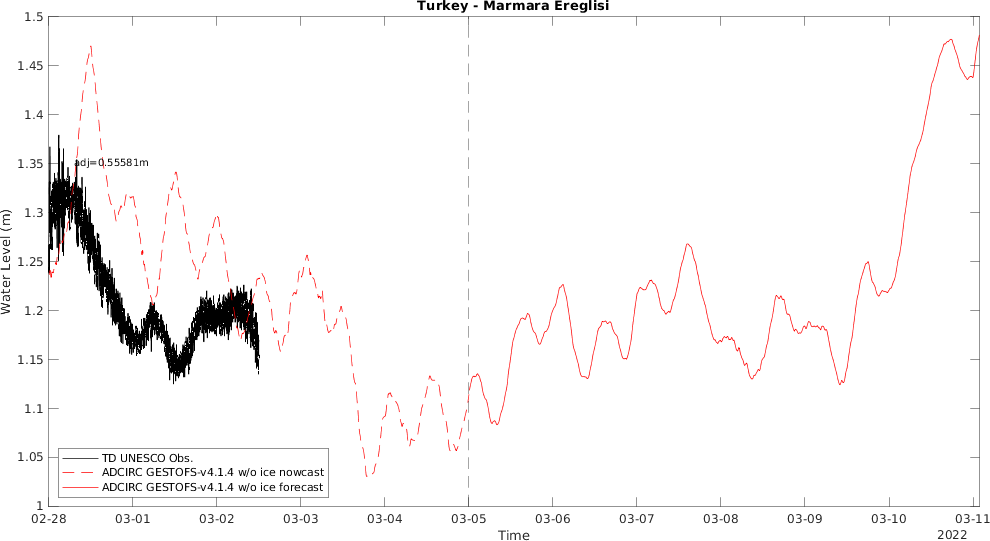 Turkey - Marmara Ereglisi
1.5
1.45
1.4
1.35
1.3
1.25
1.2
1.15
1.1
1.05
1
Water Level (m)
adj=0.55581m
TD UNESCO Obs.
ADCIRC GESTOFS-v4.1.4 w/o ice nowcast
ADCIRC GESTOFS-v4.1.4 w/o ice forecast
02-28 03-01 03-02 03-03 03-04 03-05 03-06 03-07 03-08 03-09 03-10 03-11
Time
2022